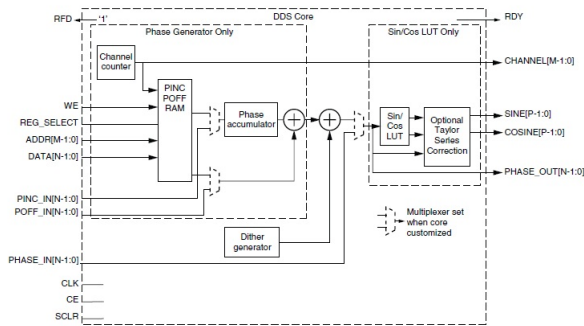 RFD
'1'
DDS Core
RDY
Phase Generator Only
Sin/Cos LUT Only
Channel
counter
CHANNEL[M-1:0]
PINC
POFF
RAM
WE
REG_SELECT
ADDR[M-1:0]
DATA[N-1:0]
Phase
accumulator
Sin/
Cos
LUT
Optional
Taylor
Series
Correction
SINE[P-1:0]
COSINE[P-1:0]
PHASE_OUT[N-1:0]
PINC_IN[N-1:0]
POFF_IN[N-1:0]
Multiplexer set
when core
customized
Dither
generator
PHASE_IN[N-1:0]
CLK
CE
SCLR